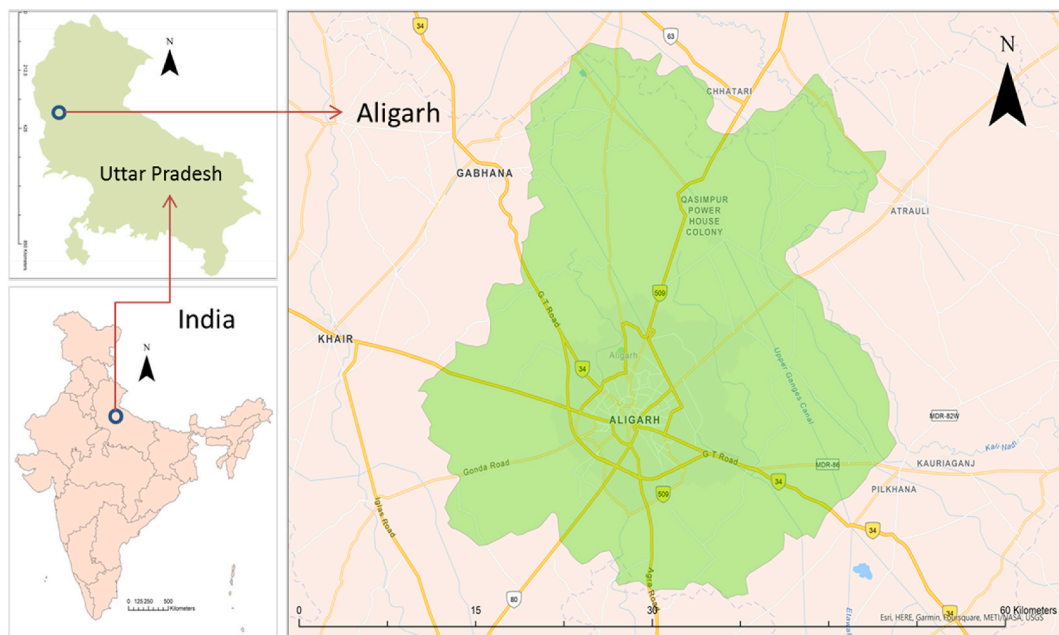 N
Uttar Pradesh
N
India
0 125 250 500
Kilometers
Aligarh
34
63
CHHATARI
N
GABHANA
QASIMPUR
POWER
HOUSE
COLONY
ATRAULI
509
G T Road
KHAIR
Aligarh
34
Upper Ganges Canal
ALIGARH
MDR-82W
Kali Nadi
Gonda Road
G T Road
MDR-86
KAURIAGANJ
34
PILKHANA
509
Iglas Road
34
Agra Road
80
34
0 15 30 60 Kilometers
Esri, HERE, Garmin, Foursquare, METI/NASA, USGS